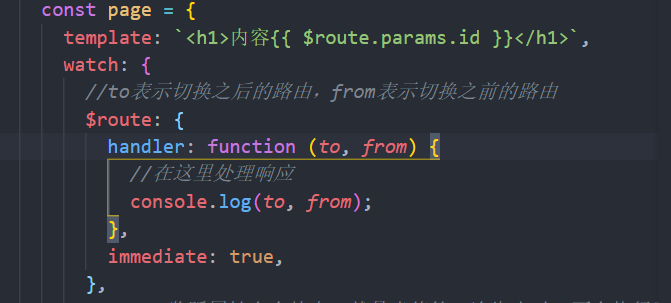 const page = {
template: `<h1>内容{{ $route.params.id }}</h1>`,
watch: {
//to表示切换之后的路由，from表示切换之前的路由
$route: {
handler: function (to, from) {
//在这里处理响应
console.log(to, from);
},
immediate: true,
},